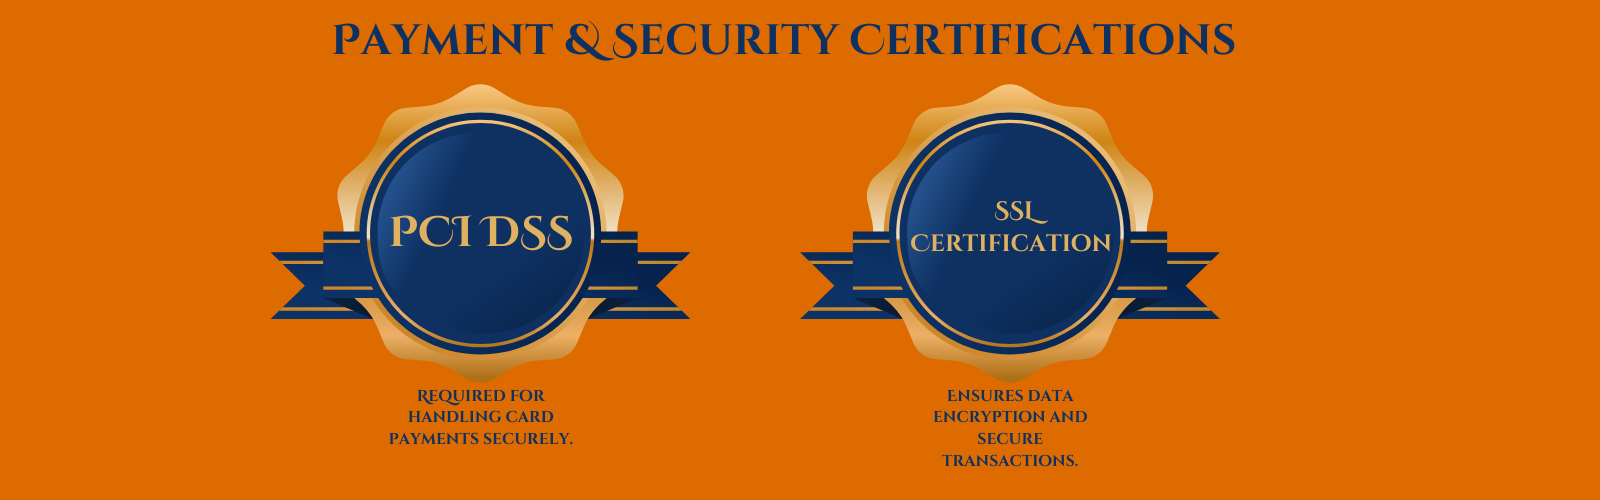 Payment & Security Certifications
PCI DSS
Required for
handling card
payments securely.
SSL
Certification
Ensures data
encryption and
secure
transactions.